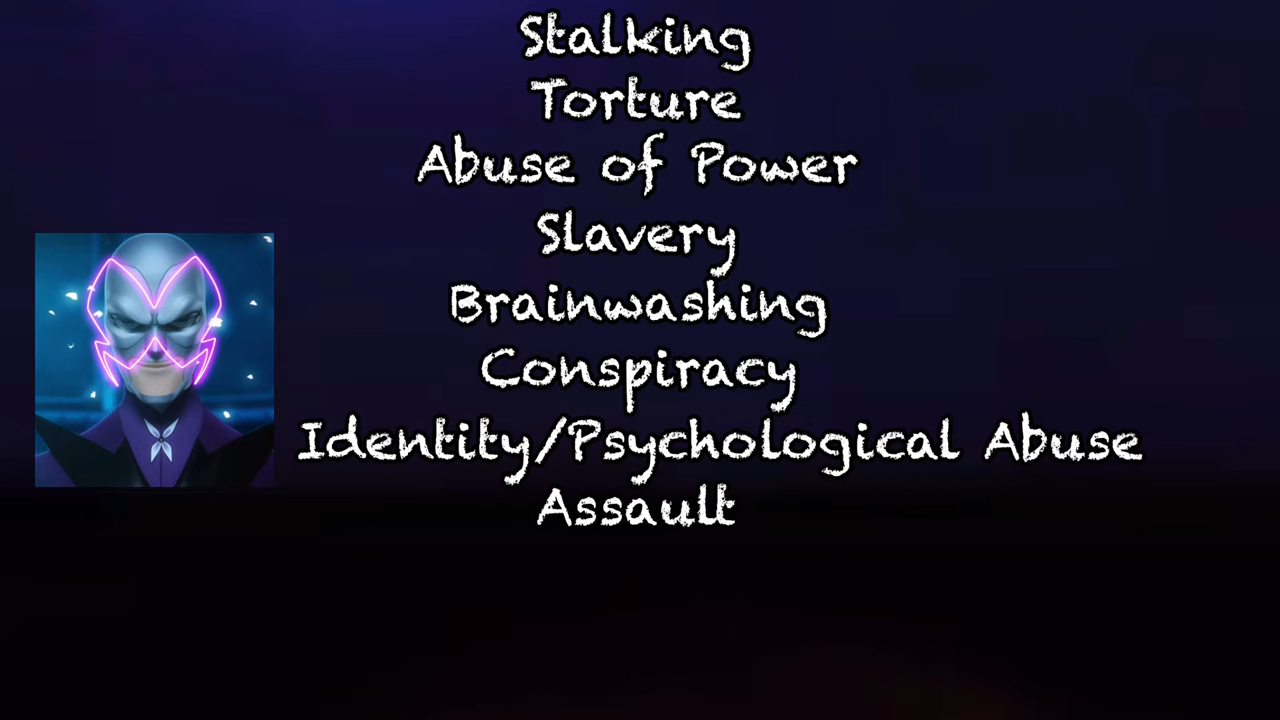 Stalking
Torture
Abuse of Power
Slavery
Brainwashing
Conspiracy
Identity/Psychological Abuse
Assault